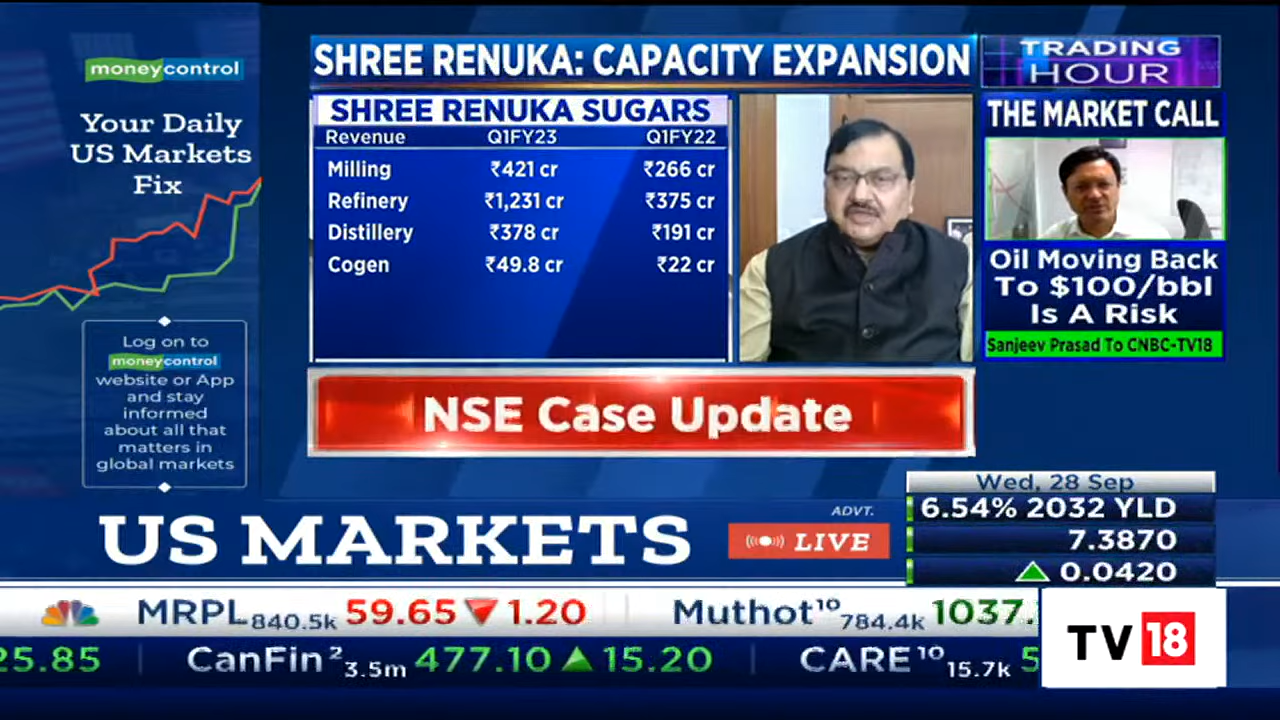 moneycontrol
Your Daily
US Markets
Fix
Log on to
moneycontrol
website or App
and stay
informed
about all that
matters in
global markets
SHREE RENUKA: CAPACITY EXPANSION
SHREE RENUKA SUGARS
Revenue Q1FY23 Q1FY22
Milling ₹421 cr ₹266 cr
Refinery ₹1,231 cr ₹375 cr
Distillery ₹378 cr ₹191 cr
Cogen ₹49.8 cr ₹22 cr
TRADING
HOUR
THE MARKET CALL
Oil Moving Back
To $100/bbl
Is A Risk
Sanjeev Prasad To CNBC-TV18
NSE Case Update
US MARKETS
ADVT.
LIVE
Wed, 28 Sep
6.54% 2032 YLD
7.3870
▲ 0.0420
MRPL 840.5k 59.65 ▼ 1.20 Muthot¹⁰ 784.4k 1037.
25.85 CanFin² 3.5m 477.10 ▲ 15.20 CARE¹⁰ 15.7k 5
TV18